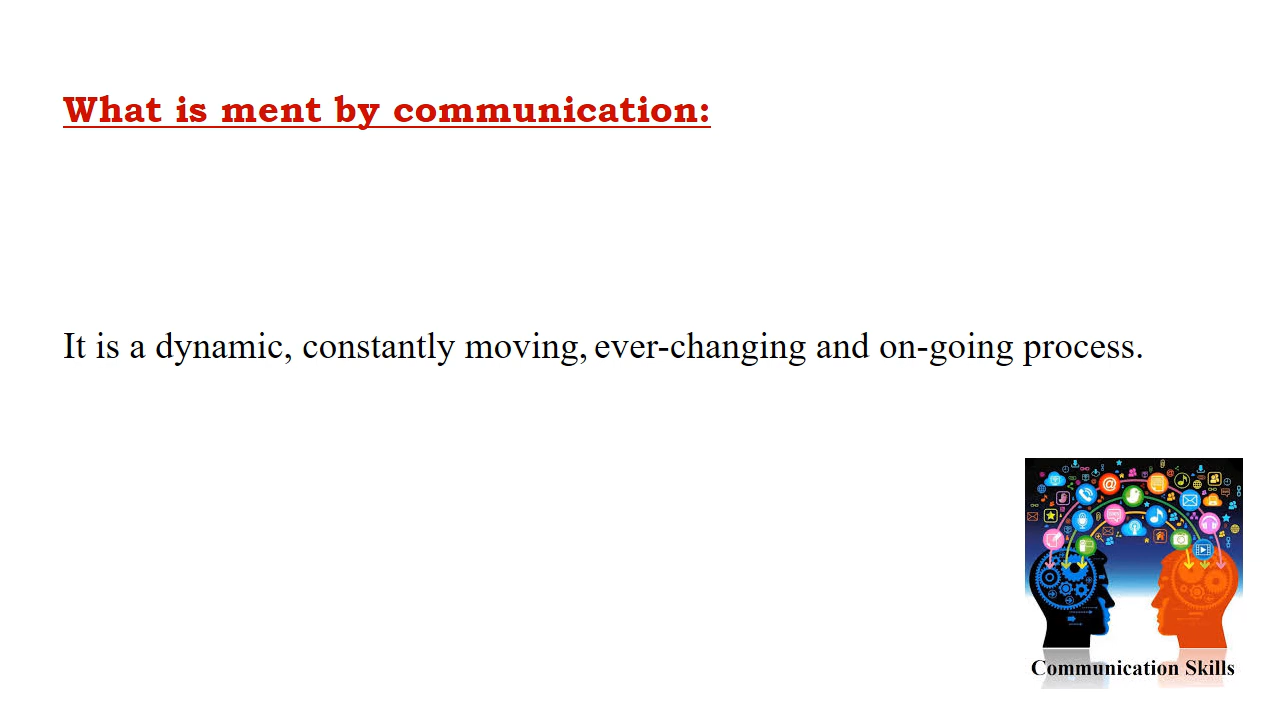 What is ment by communication:
It is a dynamic, constantly moving, ever-changing and on-going process.
Communication Skills